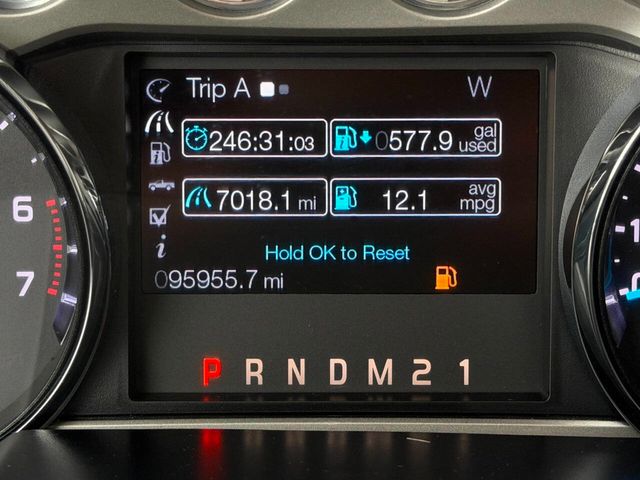 Trip A W
246:31:03 0577.9 gal used
7018.1 mi 12.1 avg mpg
Hold OK to Reset
095955.7 mi
6
7
P R N D M 2 1